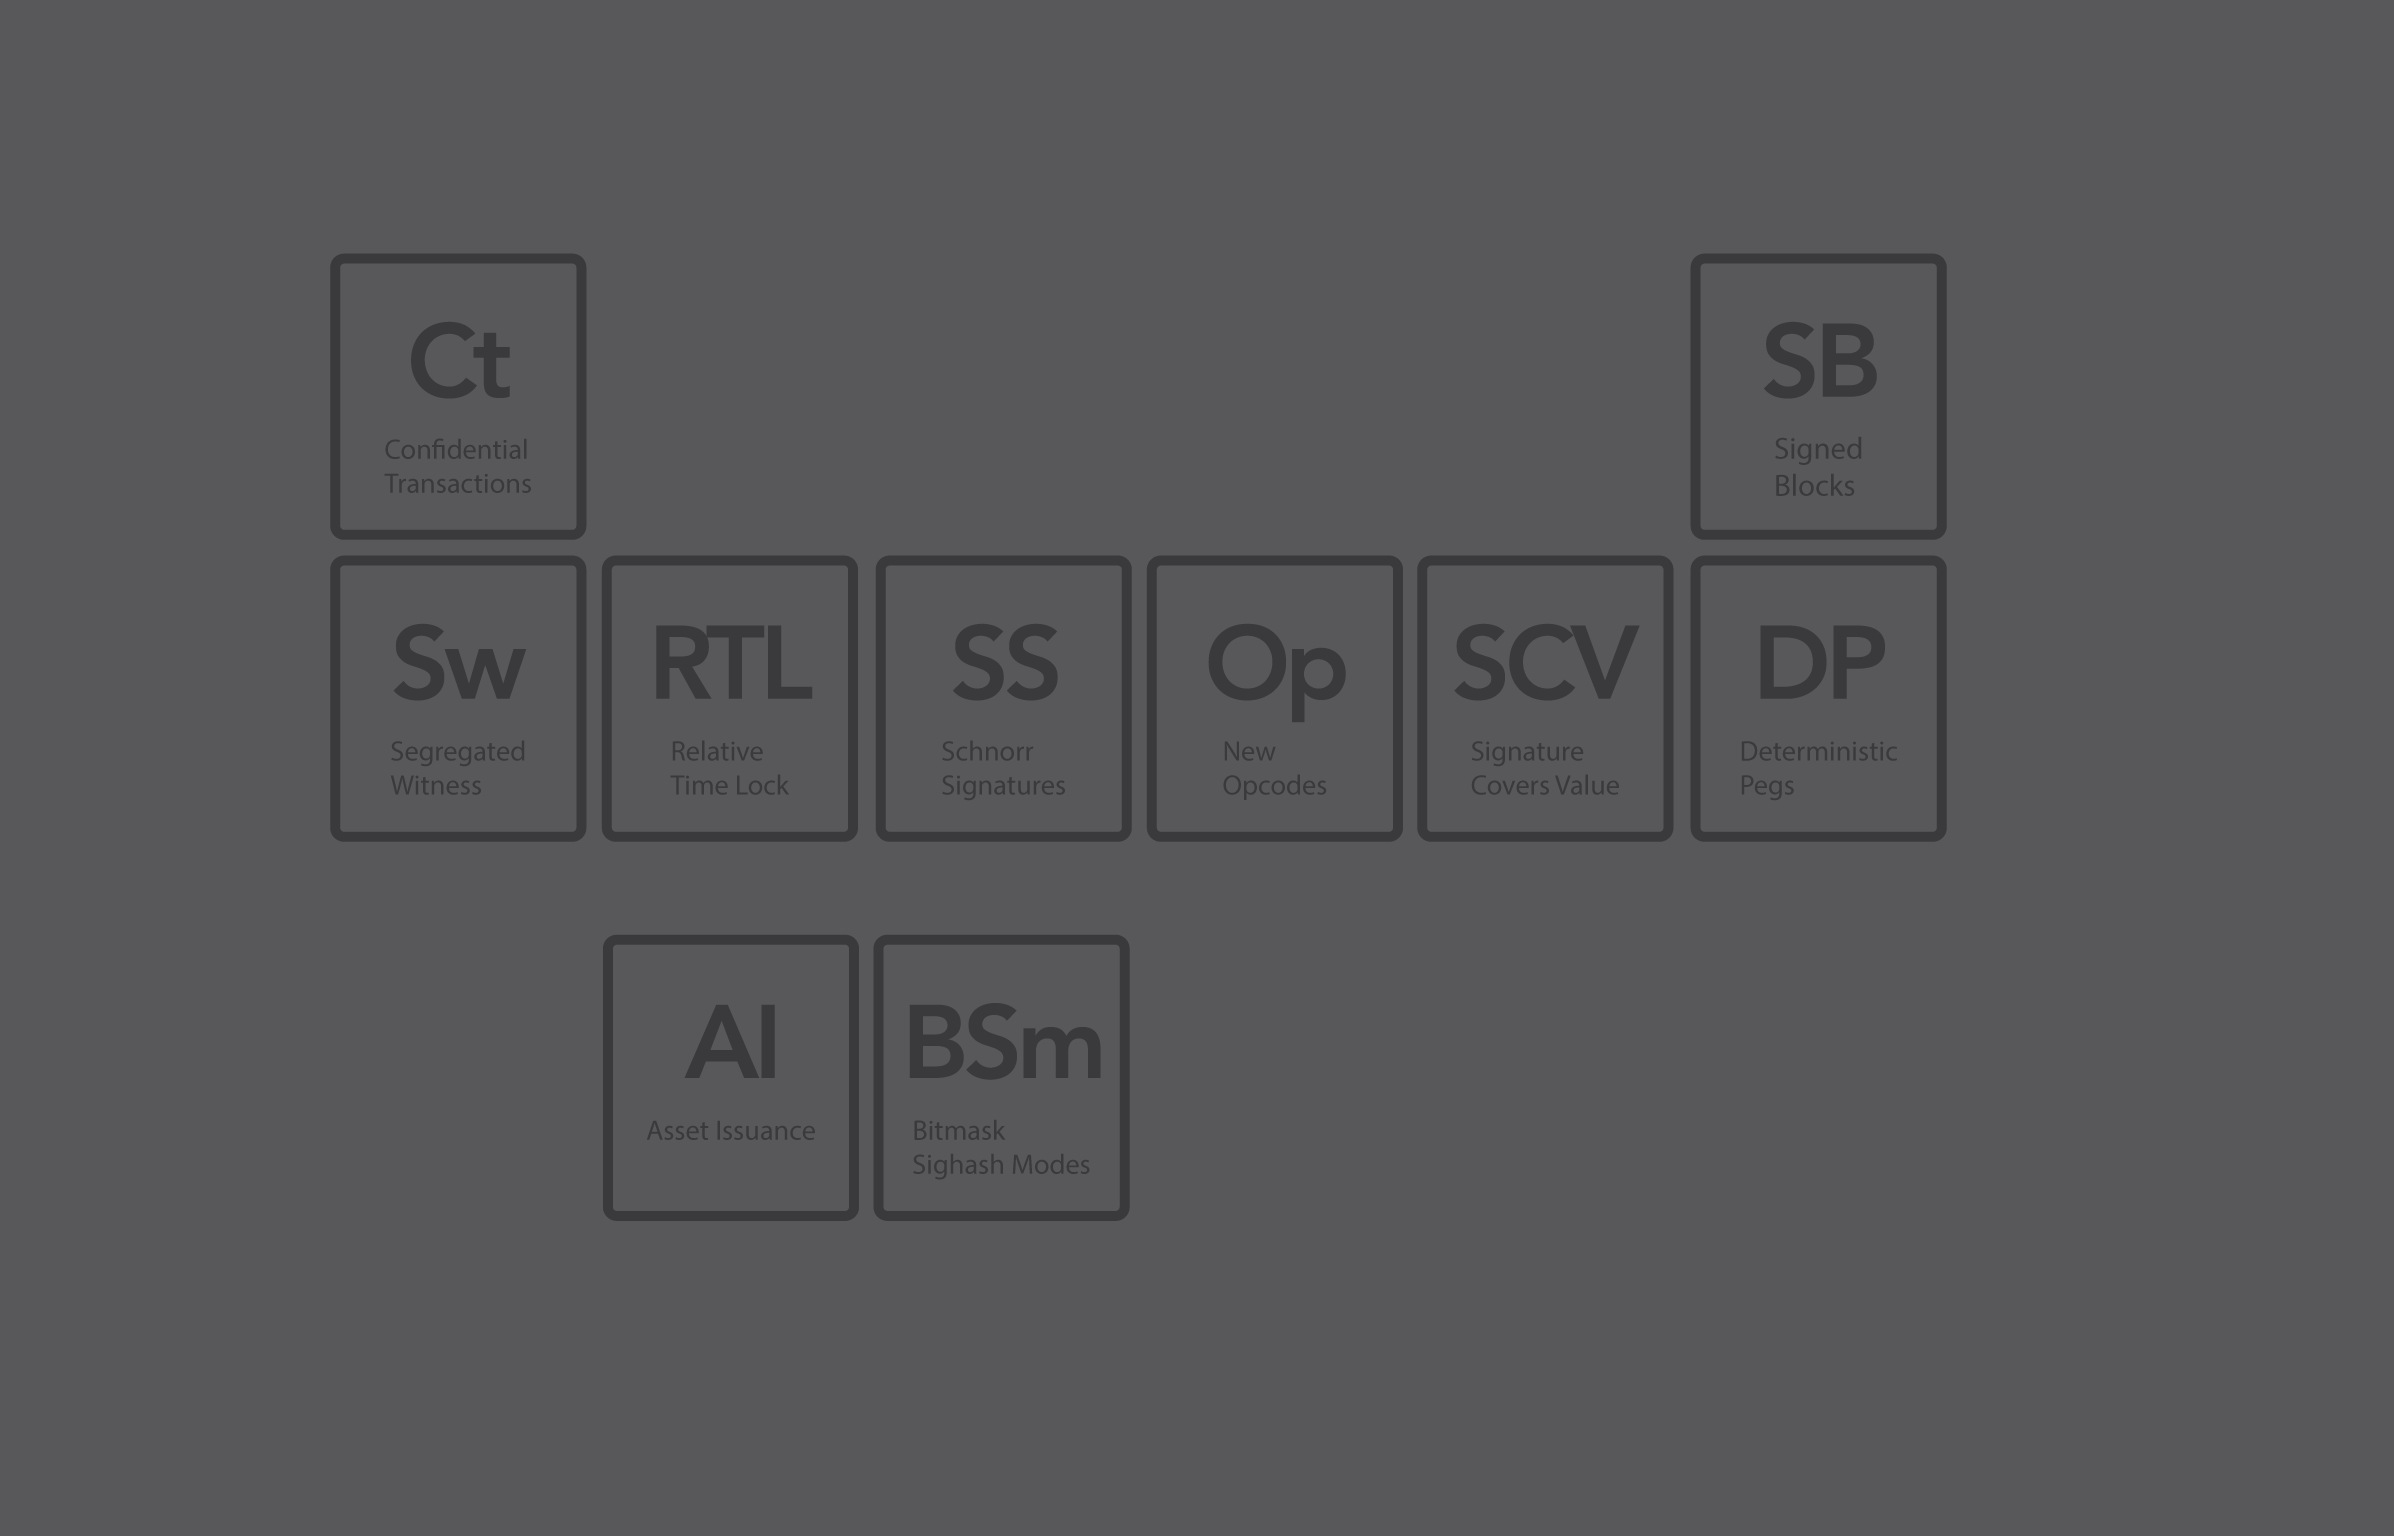 Ct
Confidential
Transactions
SB
Signed
Blocks
Sw
Segregated
Witness
RTL
Relative
Time Lock
SS
Schnorr
Signatures
Op
New
Opcodes
SCV
Signature
Covers Value
DP
Deterministic
Pegs
AI
Asset Issuance
BSm
Bitmask
Sighash Modes